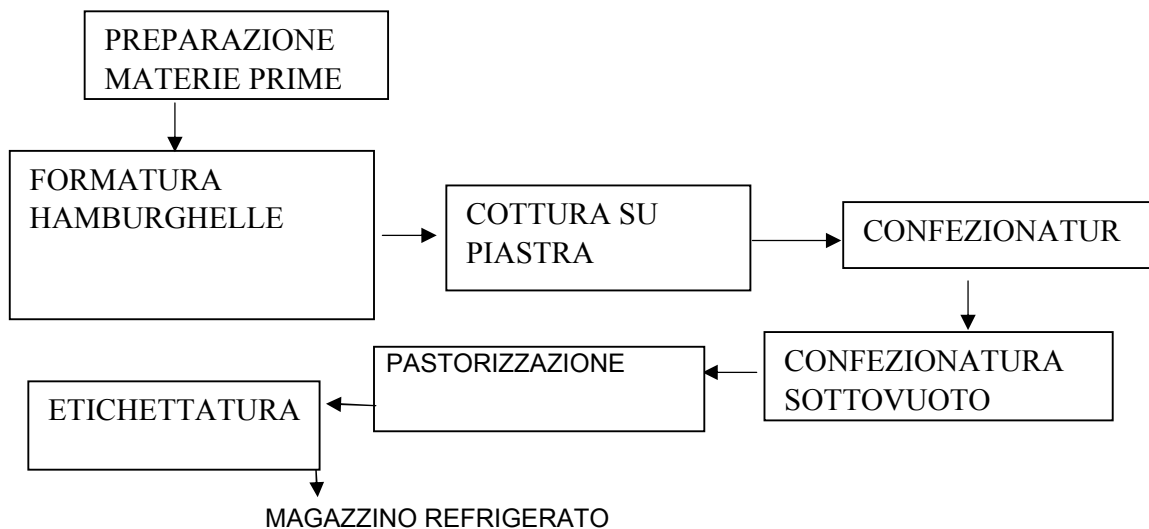 PREPARAZIONE
MATERIE PRIME
FORMATURA
HAMBURGHELLE
COTTURA SU
PIASTRA
CONFEZIONATUR
CONFEZIONATURA
SOTTOVUOTO
PASTORIZZAZIONE
ETICHETTATURA
MAGAZZINO REFRIGERATO